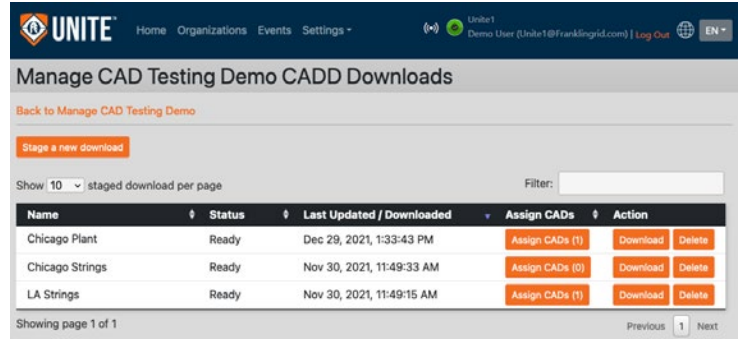 UNITE
Home Organizations Events Settings
Unite1
Demo User (Unite1@Franklingrid.com) | Log Out
EN
Manage CAD Testing Demo CADD Downloads
Back to Manage CAD Testing Demo
Stage a new download
Show 10 staged download per page
Filter:
Name Status Last Updated / Downloaded Assign CADs Action
Chicago Plant Ready Dec 29, 2021, 1:33:43 PM Assign CADs (1) Download Delete
Chicago Strings Ready Nov 30, 2021, 11:49:33 AM Assign CADs (0) Download Delete
LA Strings Ready Nov 30, 2021, 11:49:15 AM Assign CADs (1) Download Delete
Showing page 1 of 1
Previous 1 Next